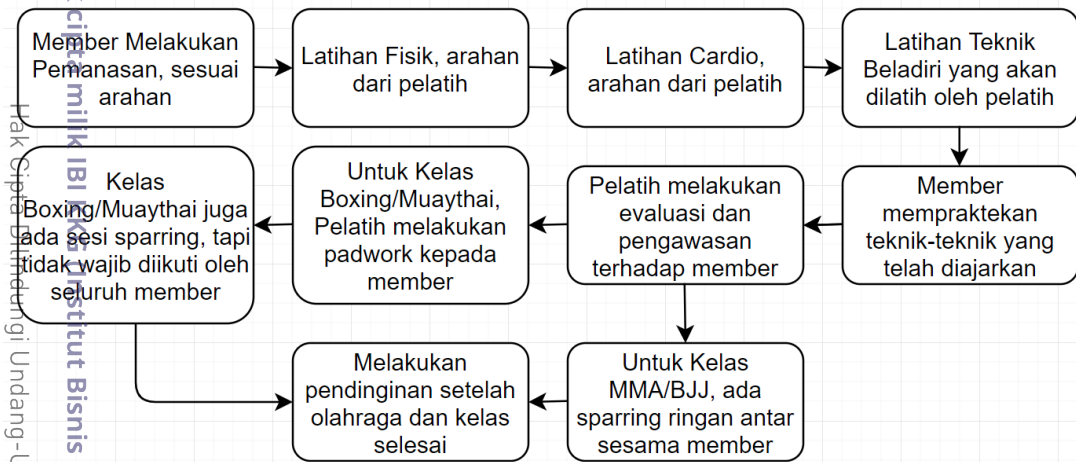 Member Melakukan
Pemanasan, sesuai
arahan
Latihan Fisik, arahan
dari pelatih
Latihan Cardio,
arahan dari pelatih
Latihan Teknik
Beladiri yang akan
dilatih oleh pelatih
Member
mempraktekan
teknik-teknik yang
telah diajarkan
Pelatih melakukan
evaluasi dan
pengawasan
terhadap member
Untuk Kelas
Boxing/Muaythai,
Pelatih melakukan
padwork kepada
member
Kelas
Boxing/Muaythai juga
ada sesi sparring, tapi
tidak wajib diikuti oleh
seluruh member
Untuk Kelas
MMA/BJJ, ada
sparring ringan antar
sesama member
Melakukan
pendinginan setelah
olahraga dan kelas
selesai
cipta milik IBI KKG (Institut Bisnis
Hak Cipta Dilindungi Undang-U